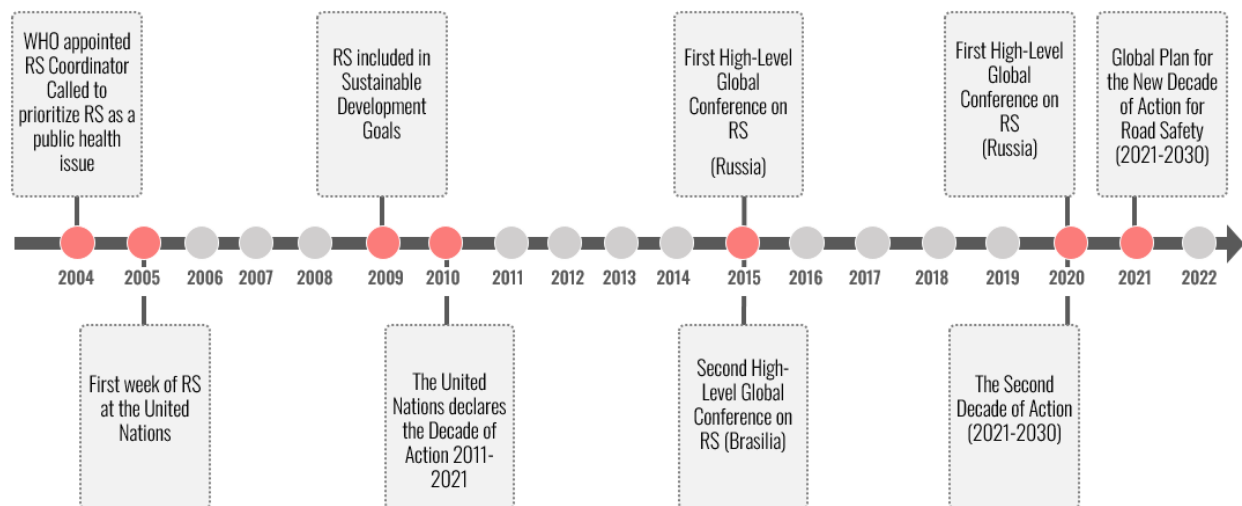 WHO appointed
RS Coordinator
Called to
prioritize RS as a
public health
issue
RS included in
Sustainable
Development
Goals
First High-Level
Global
Conference on
RS
(Russia)
First High-Level
Global
Conference on
RS
(Russia)
Global Plan for
the New Decade
of Action for
Road Safety
(2021-2030)
2004
2005
2006
2007
2008
2009
2010
2011
2012
2013
2014
2015
2016
2017
2018
2019
2020
2021
2022
First week of RS
at the United
Nations
The United
Nations declares
the Decade of
Action 2011-
2021
Second High-
Level Global
Conference on
RS (Brasilia)
The Second
Decade of Action
(2021-2030)